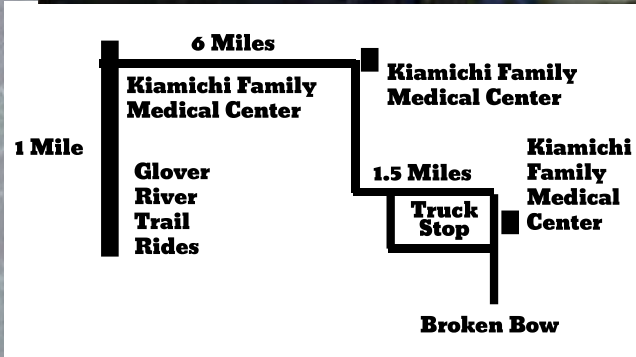 6 Miles
Kiamichi Family
Medical Center
Kiamichi Family
Medical Center
1 Mile
Glover
River
Trail
Rides
1.5 Miles
Kiamichi
Family
Medical
Center
Truck
Stop
Broken Bow